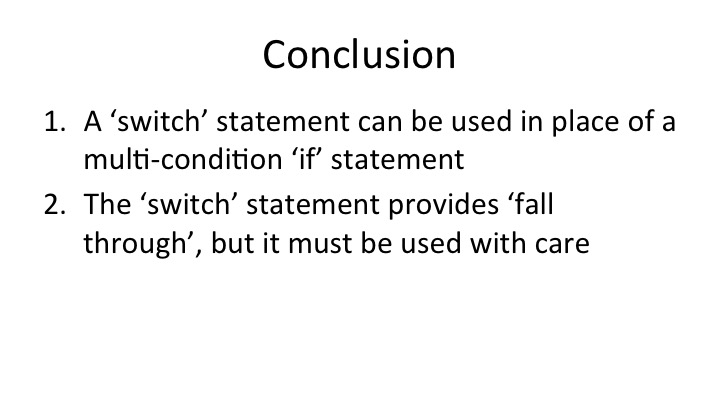 Conclusion
1. A ‘switch’ statement can be used in place of a
multi-condition ‘if’ statement
2. The ‘switch’ statement provides ‘fall
through’, but it must be used with care